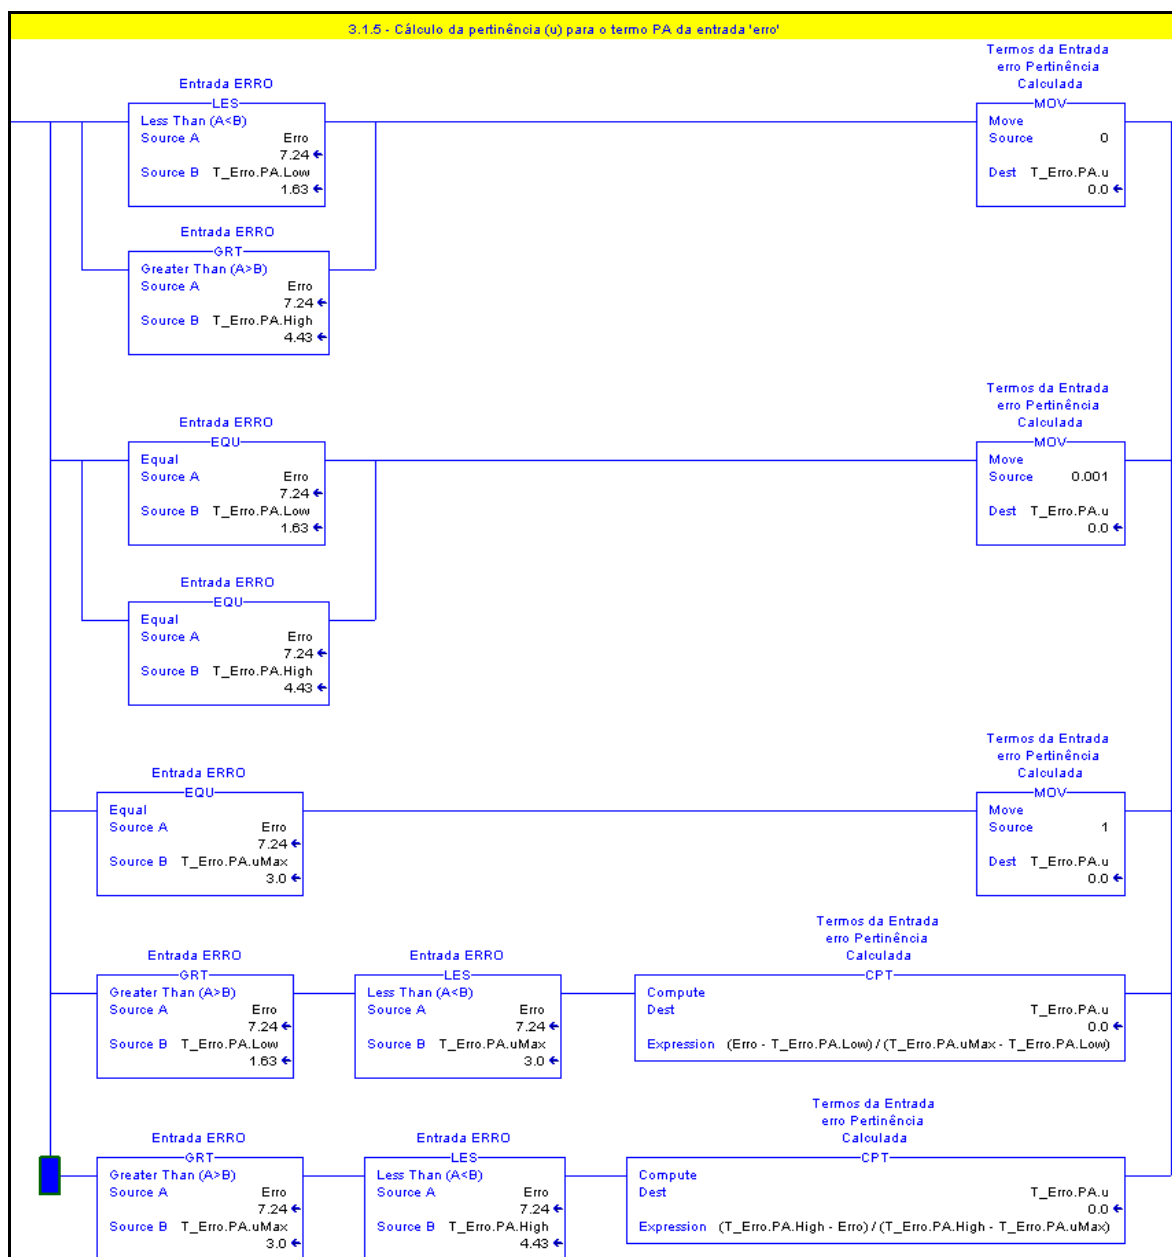 3.1.5 - Cálculo da pertinência (u) para o termo PA da entrada 'erro'
Entrada ERRO
LES
Less Than (A<B)
Source A Erro
7.24
Source B T_Erro.PA.Low
1.63
Termos da Entrada
erro Pertinência
Calculada
MOV
Move
Source 0
Dest T_Erro.PA.u
0.0
Entrada ERRO
GRT
Greater Than (A>B)
Source A Erro
7.24
Source B T_Erro.PA.High
4.43
Entrada ERRO
EQU
Equal
Source A Erro
7.24
Source B T_Erro.PA.Low
1.63
Termos da Entrada
erro Pertinência
Calculada
MOV
Move
Source 0.001
Dest T_Erro.PA.u
0.0
Entrada ERRO
EQU
Equal
Source A Erro
7.24
Source B T_Erro.PA.High
4.43
Entrada ERRO
EQU
Equal
Source A Erro
7.24
Source B T_Erro.PA.uMax
3.0
Termos da Entrada
erro Pertinência
Calculada
MOV
Move
Source 1
Dest T_Erro.PA.u
0.0
Entrada ERRO
GRT
Greater Than (A>B)
Source A Erro
7.24
Source B T_Erro.PA.Low
1.63
Entrada ERRO
LES
Less Than (A<B)
Source A Erro
7.24
Source B T_Erro.PA.uMax
3.0
Termos da Entrada
erro Pertinência
Calculada
CPT
Compute
Dest T_Erro.PA.u
0.0
Expression (Erro - T_Erro.PA.Low)/(T_Erro.PA.uMax - T_Erro.PA.Low)
Entrada ERRO
GRT
Greater Than (A>B)
Source A Erro
7.24
Source B T_Erro.PA.uMax
3.0
Entrada ERRO
LES
Less Than (A<B)
Source A Erro
7.24
Source B T_Erro.PA.High
4.43
Termos da Entrada
erro Pertinência
Calculada
CPT
Compute
Dest T_Erro.PA.u
0.0
Expression (T_Erro.PA.High - Erro)/(T_Erro.PA.High - T_Erro.PA.uMax)